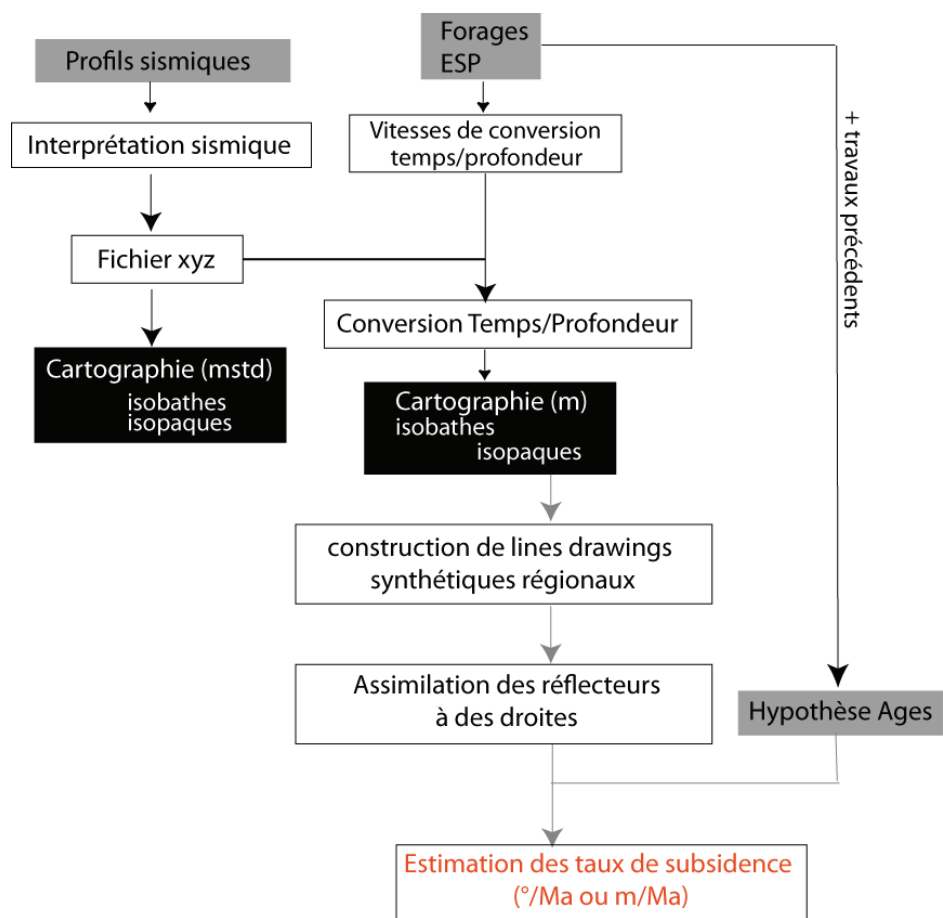 Profils sismiques
Forages
ESP
Interprétation sismique
Vitesses de conversion
temps/profondeur
+ travaux précédents
Fichier xyz
Conversion Temps/Profondeur
Cartographie (mstd)
isobathes
isopaques
Cartographie (m)
isobathes
isopaques
construction de lines drawings
synthétiques régionaux
Assimilation des réflecteurs
à des droites
Hypothèse Ages
Estimation des taux de subsidence
(°/Ma ou m/Ma)